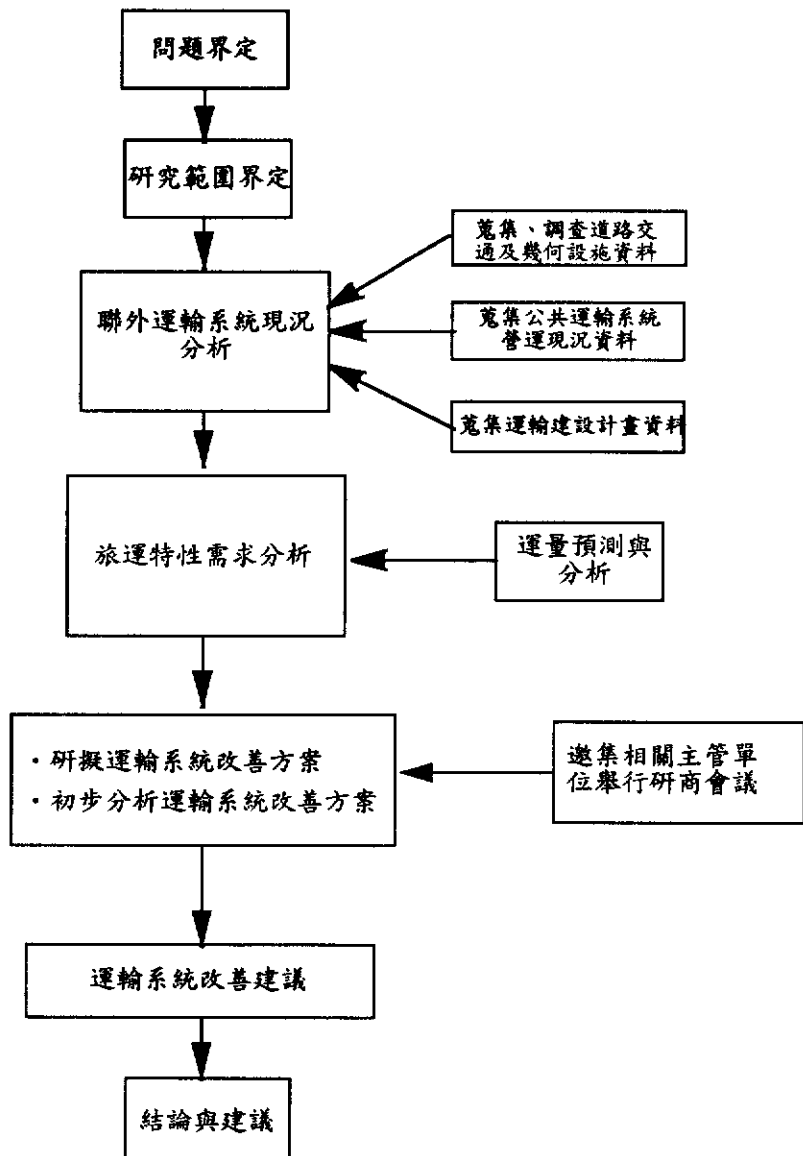 問題界定
研究範圍界定
蒐集、調查道路交
通及幾何設施資料
聯外運輸系統現況
分析
蒐集公共運輸系統
營運現況資料
蒐集運輸建設計畫資料
旅運特性需求分析
運量預測與
分析
・研擬運輸系統改善方案
・初步分析運輸系統改善方案
邀集相關主管單
位舉行研商會議
運輸系統改善建議
結論與建議